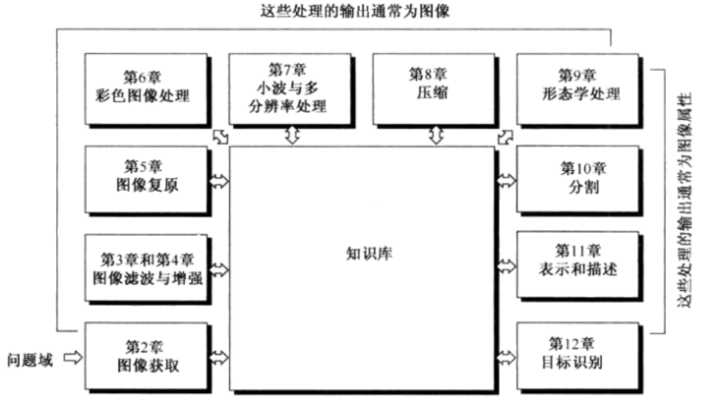 这些处理的输出通常为图像
第6章
彩色图像处理
第7章
小波与多
分辨率处理
第8章
压缩
第9章
形态学处理
第5章
图像复原
第10章
分割
第3章和第4章
图像滤波与增强
知识库
第11章
表示和描述
问题域
第2章
图像获取
第12章
目标识别
这些处理的输出通常为图像属性